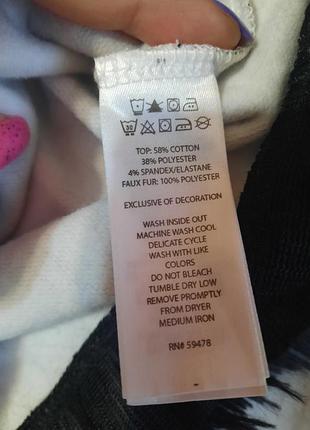 30
TOP: 58% COTTON
38% POLYESTER
4% SPANDEX/ELASTANE
FAUX FUR: 100% POLYESTER
EXCLUSIVE OF DECORATION
WASH INSIDE OUT
MACHINE WASH COOL
DELICATE CYCLE
WASH WITH LIKE
COLORS
DO NOT BLEACH
TUMBLE DRY LOW
REMOVE PROMPTLY
FROM DRYER
MEDIUM IRON
RN# 59478